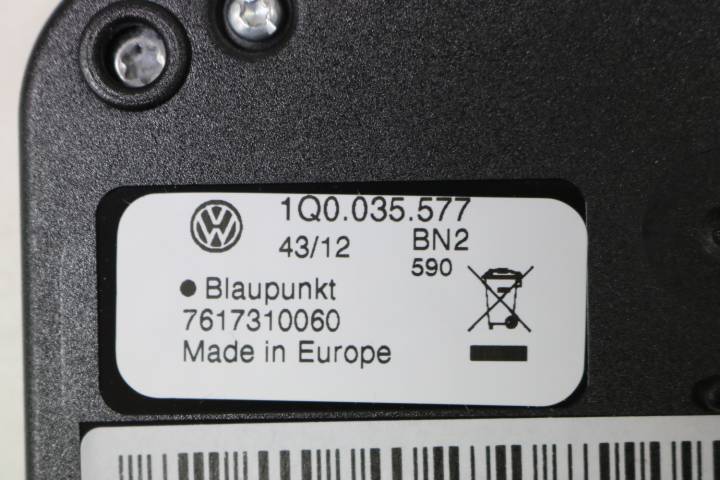 1Q0.035.577
43/12 BN2
590
Blaupunkt
7617310060
Made in Europe